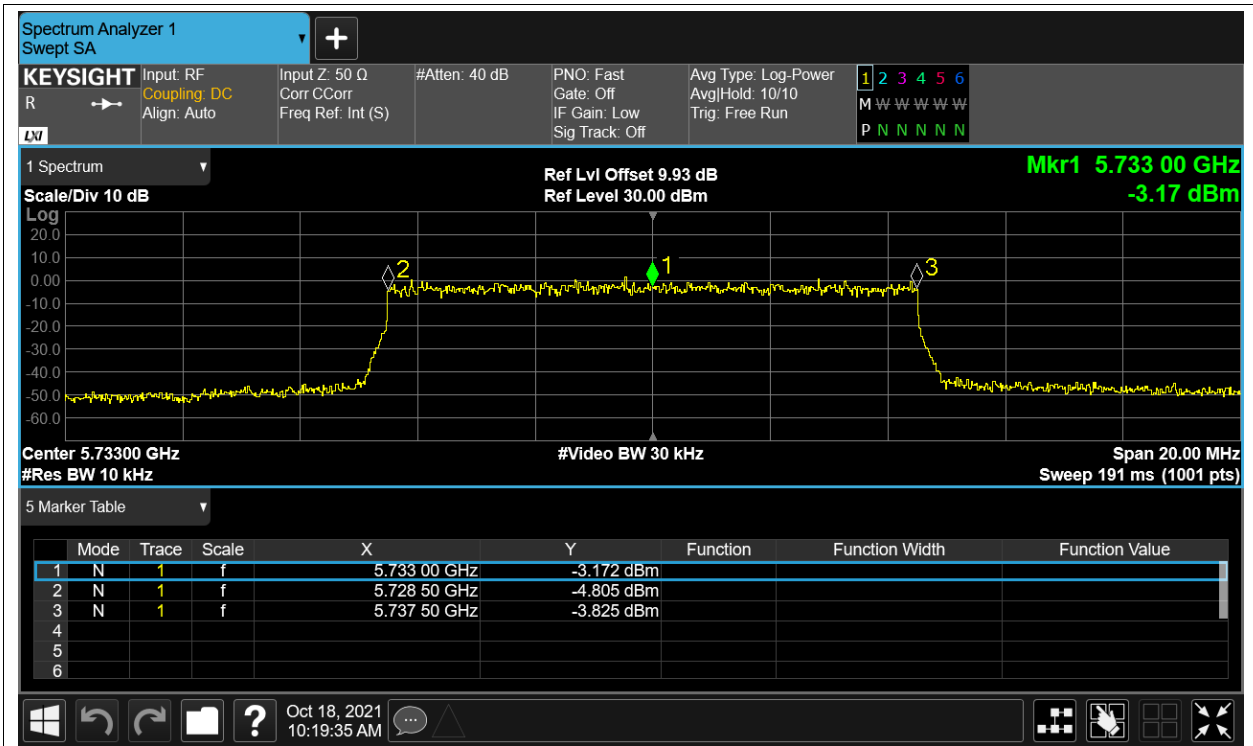 Spectrum Analyzer 1
Swept SA
KEYSIGHT Input: RF Input Z: 50 Ω #Atten: 40 dB PNO: Fast Avg Type: Log-Power 1 2 3 4 5 6
R Coupling: DC Corr CCorr Gate: Off Avg|Hold: 10/10 M W W W W W
Align: Auto Freq Ref: Int (S) IF Gain: Low Trig: Free Run
LXI Sig Track: Off P N N N N N
1 Spectrum Ref Lvl Offset 9.93 dB Mkr1 5.733 00 GHz
Scale/Div 10 dB Ref Level 30.00 dBm -3.17 dBm
Log
20.0
10.0
2 1 3
0.00
-10.0
-20.0
-30.0
-40.0
-50.0
-60.0
Center 5.73300 GHz #Video BW 30 kHz Span 20.00 MHz
#Res BW 10 kHz Sweep 191 ms (1001 pts)
5 Marker Table
Mode Trace Scale X Y Function Function Width Function Value
1 N 1 f 5.733 00 GHz -3.172 dBm
2 N 1 f 5.728 50 GHz -4.805 dBm
3 N 1 f 5.737 50 GHz -3.825 dBm
4
5
6
? Oct 18, 2021
10:19:35 AM